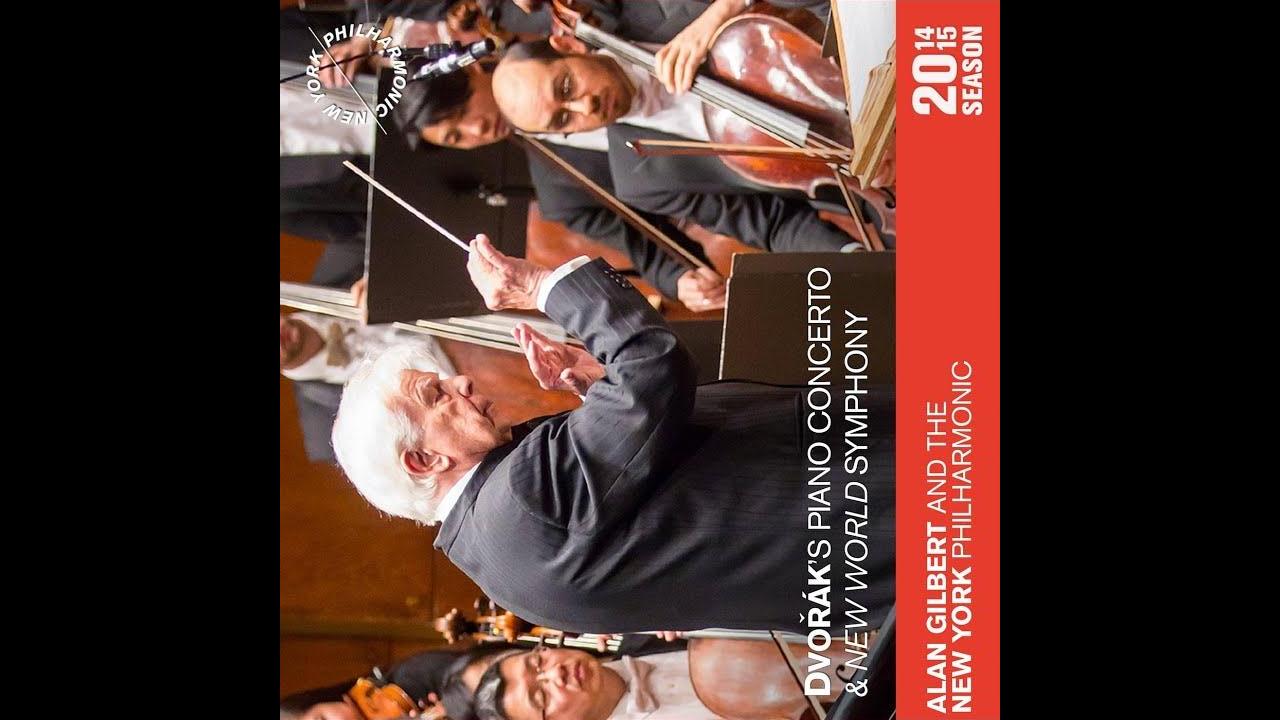 NEW YORK PHILHARMONIC
DVOŘÁK'S PIANO CONCERTO
& NEW WORLD SYMPHONY
ALAN GILBERT AND THE
NEW YORK PHILHARMONIC
2014
15
SEASON